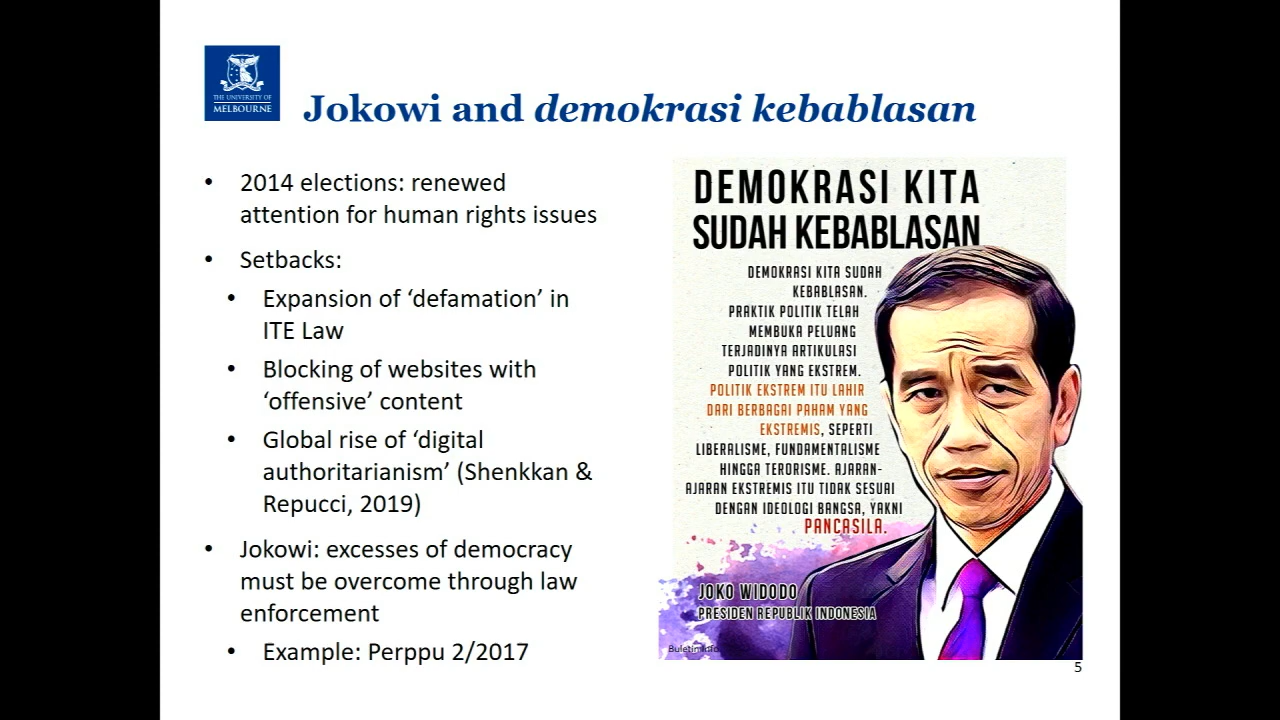 THE UNIVERSITY OF
MELBOURNE
Jokowi and demokrasi kebablasan
• 2014 elections: renewed
attention for human rights issues
• Setbacks:
• Expansion of ‘defamation’ in
ITE Law
• Blocking of websites with
‘offensive’ content
• Global rise of ‘digital
authoritarianism’ (Shenkkan &
Repucci, 2019)
• Jokowi: excesses of democracy
must be overcome through law
enforcement
• Example: Perppu 2/2017
DEMOKRASI KITA
SUDAH KEBABLASAN
DEMOKRASI KITA SUDAH
KEBABLASAN.
PRAKTIK POLITIK TELAH
MEMBUKA PELUANG
TERJADINYA ARTIKULASI
POLITIK YANG EKSTREM.
POLITIK EKSTREM ITU LAHIR
DARI BERBAGAI PAHAM YANG
EKSTREMIS, SEPERTI
LIBERALISME, FUNDAMENTALISME
HINGGA TERORISME. AJARAN-
AJARAN EKSTREMIS ITU TIDAK SESUAI
DENGAN IDEOLOGI BANGSA, YAKNI
PANCASILA.
JOKO WIDODO
PRESIDEN REPUBLIK INDONESIA
Buletin Info
5